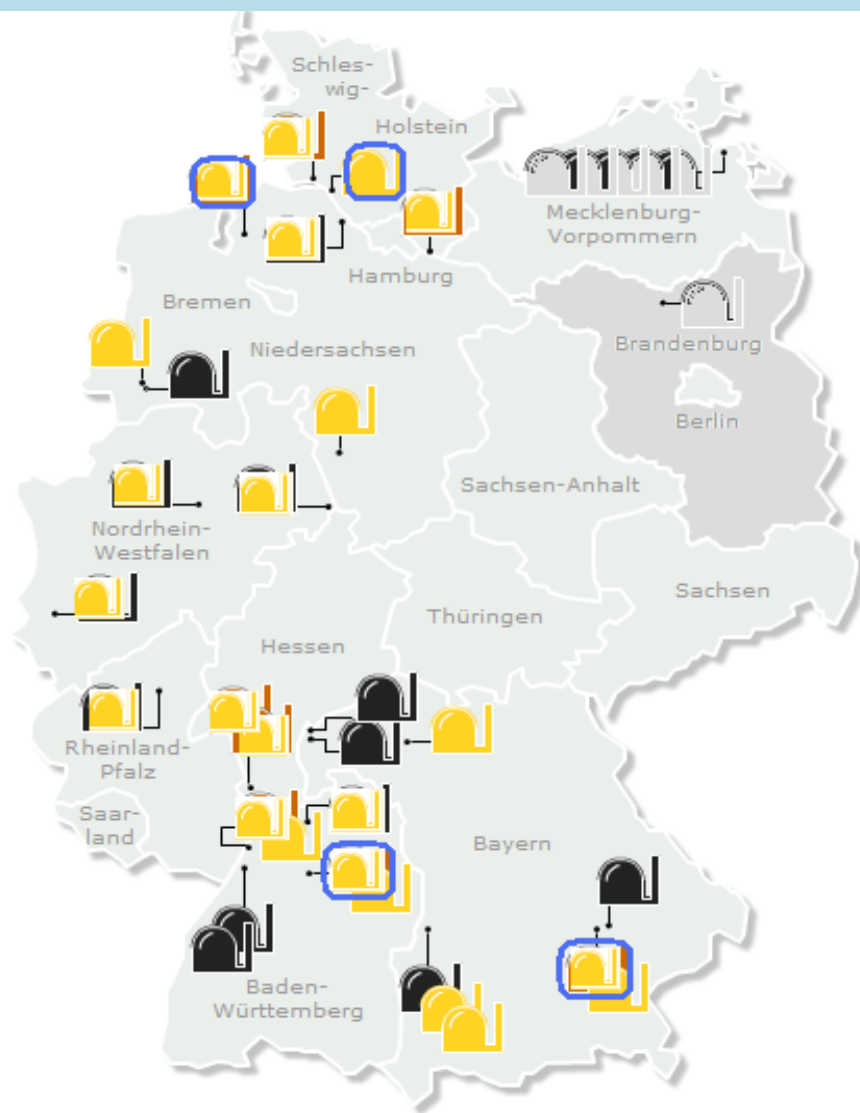 Schles-
wig-
Holstein
Mecklenburg-
Vorpommern
Hamburg
Bremen
Niedersachsen
Brandenburg
Berlin
Sachsen-Anhalt
Nordrhein-
Westfalen
Sachsen
Thüringen
Hessen
Rheinland-
Pfalz
Saar-
land
Bayern
Baden-
Württemberg